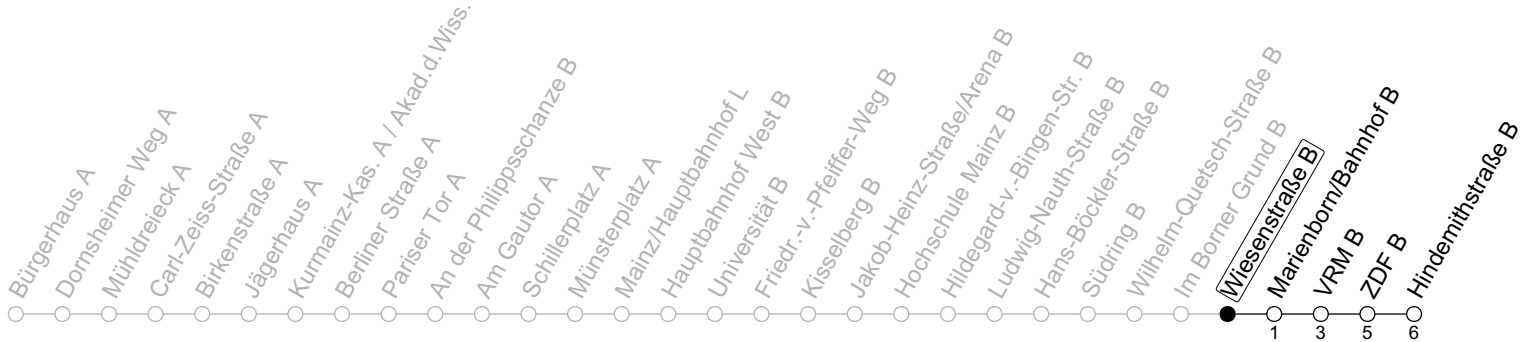 Bürgerhaus A
Dornsheimer Weg A
Mühldreieck A
Carl-Zeiss-Straße A
Birkenstraße A
Jägerhaus A
Kurmainz-Kas. A / Akad.d.Wiss.
Berliner Straße A
Pariser Tor A
An der Philippsschanze B
Am Gautor A
Schillerplatz A
Münsterplatz A
Mainz/Hauptbahnhof L
Hauptbahnhof West B
Universität B
Friedr.-v.-Pfeiffer-Weg B
Kisselberg B
Jakob-Heinz-Straße/Arena B
Hochschule Mainz B
Hildegard-v.-Bingen-Str. B
Ludwig-Nauth-Straße B
Hans-Böckler-Straße B
Südring B
Wilhelm-Quetsch-Straße B
Im Borner Grund B
Wiesenstraße B
Marienborn/Bahnhof B
VRM B
ZDF B
Hindemithstraße B
1 3 5 6